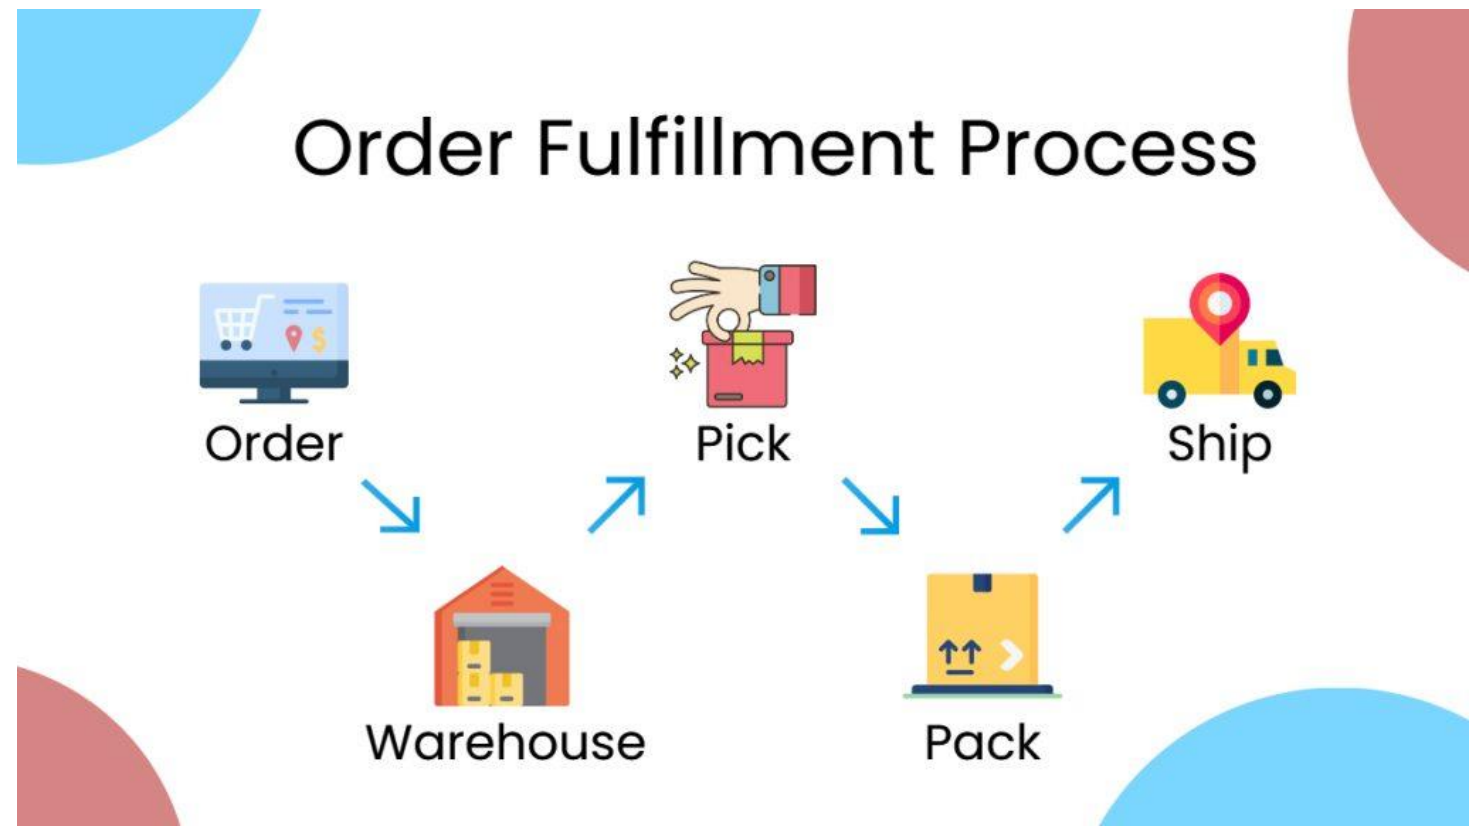 Order Fulfillment Process
Order
Warehouse
Pick
Pack
Ship